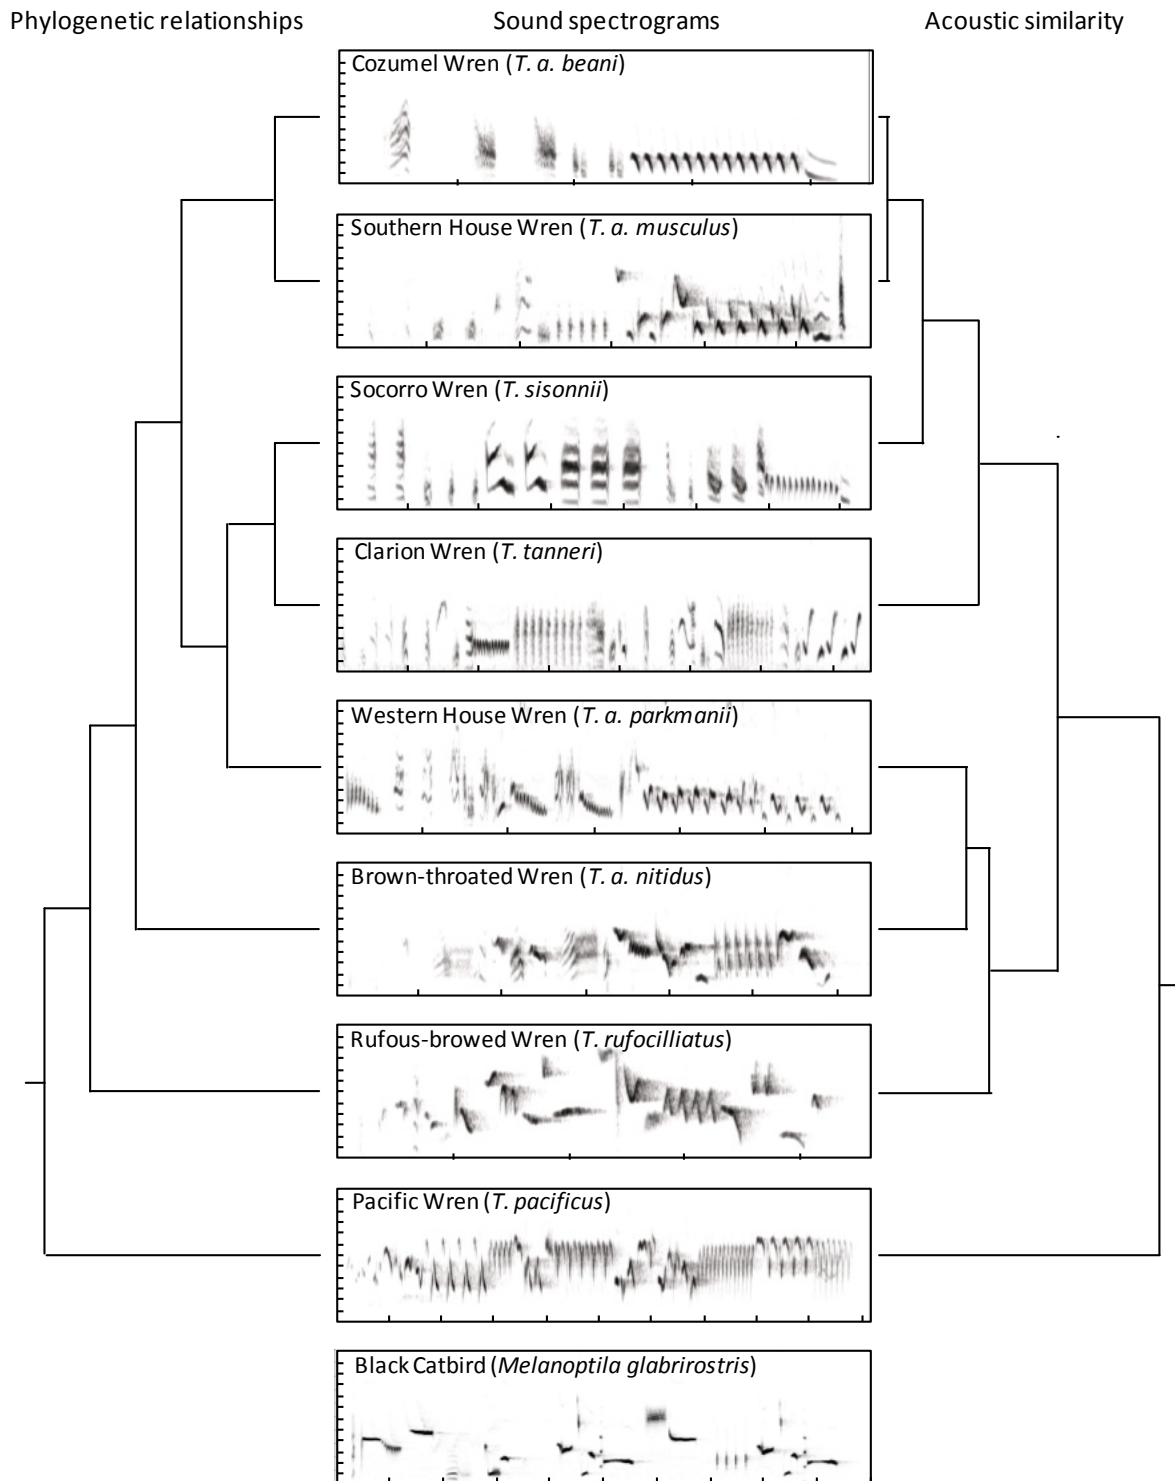 Phylogenetic relationships Sound spectrograms Acoustic similarity
Cozumel Wren (T. a. beani)
Southern House Wren (T. a. musculus)
Socorro Wren (T. sisonnii)
Clarion Wren (T. tanneri)
Western House Wren (T. a. parkmanii)
Brown-throated Wren (T. a. nitidus)
Rufous-browed Wren (T. rufocilliatus)
Pacific Wren (T. pacificus)
Black Catbird (Melanoptila glabrirostris)